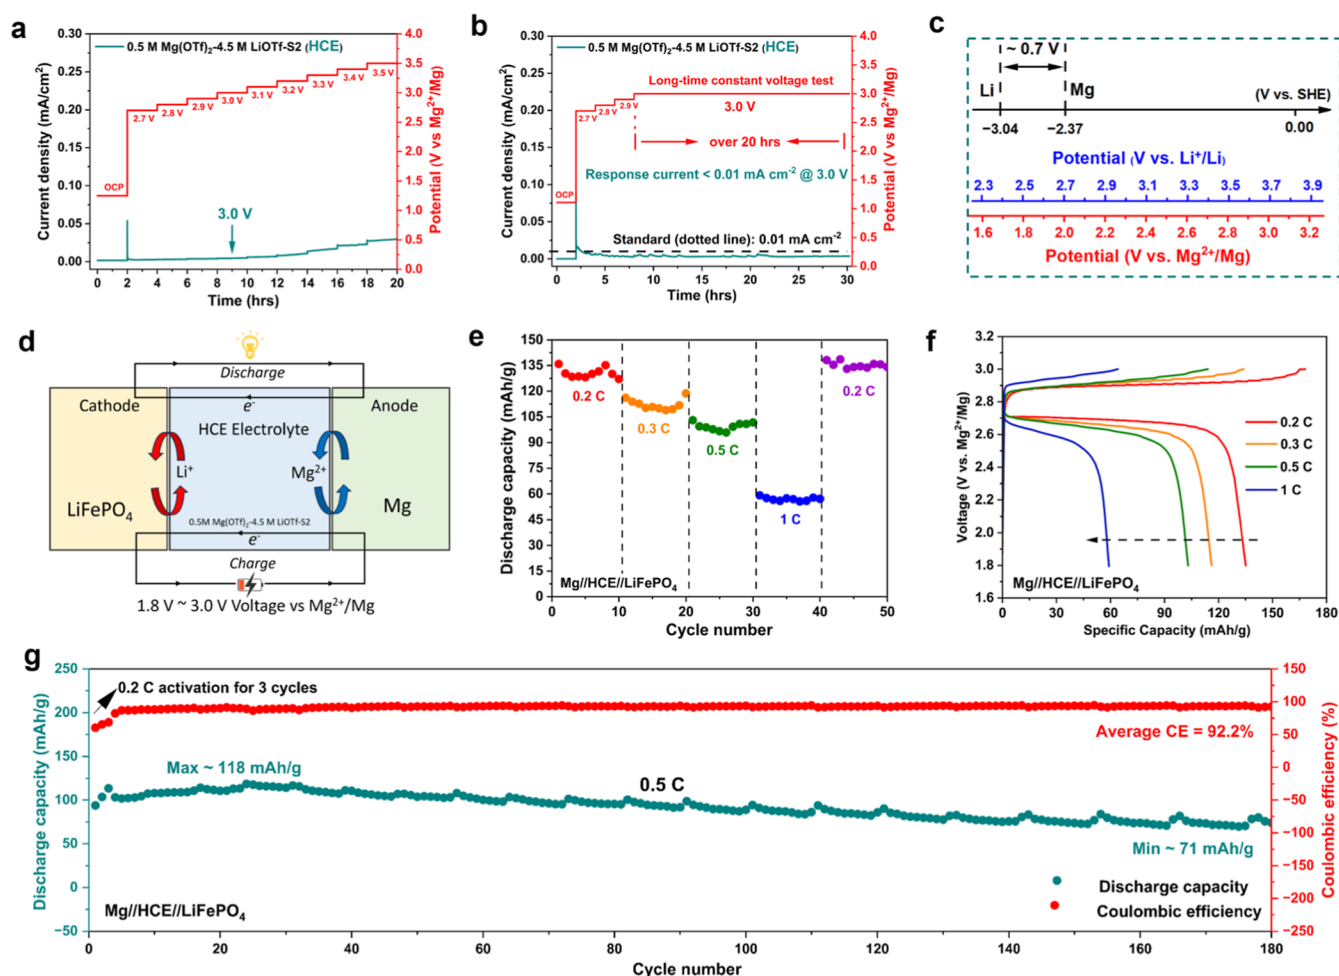 a
0.5 M Mg(OTf)₂-4.5 M LiOTf-S2 (HCE)
Current density (mA/cm²)
0.30
0.25
0.20
0.15
0.10
0.05
0.00
OCP
2.7 V
2.8 V
2.9 V
3.0 V
3.1 V
3.2 V
3.3 V
3.4 V
3.5 V
3.0 V
4.0
3.5
3.0
2.5
2.0
1.5
1.0
0.5
0.0
Potential (V vs Mg²⁺/Mg)
0 2 4 6 8 10 12 14 16 18 20
Time (hrs)
b
0.5 M Mg(OTf)₂-4.5 M LiOTf-S2 (HCE)
Current density (mA/cm²)
0.30
0.25
0.20
0.15
0.10
0.05
0.00
Long-time constant voltage test
OCP
2.7 V
2.8 V
2.9 V
3.0 V
over 20 hrs
Response current < 0.01 mA cm⁻² @ 3.0 V
Standard (dotted line): 0.01 mA cm⁻²
4.0
3.5
3.0
2.5
2.0
1.5
1.0
0.5
0.0
Potential (V vs Mg²⁺/Mg)
0 5 10 15 20 25 30
Time (hrs)
c
~ 0.7 V
Li
Mg
(V vs. SHE)
−3.04
−2.37
0.00
Potential (V vs. Li⁺/Li)
2.3 2.5 2.7 2.9 3.1 3.3 3.5 3.7 3.9
1.6 1.8 2.0 2.2 2.4 2.6 2.8 3.0 3.2
Potential (V vs. Mg²⁺/Mg)
d
Discharge
e⁻
Cathode
HCE Electrolyte
Anode
Li⁺
Mg²⁺
LiFePO₄
Mg
0.5M Mg(OTf)₂-4.5 M LiOTf-S2
e⁻
Charge
1.8 V ~ 3.0 V Voltage vs Mg²⁺/Mg
e
Discharge capacity (mAh/g)
150
135
120
105
90
75
60
45
30
15
0
0.2 C
0.3 C
0.5 C
1 C
0.2 C
Mg//HCE//LiFePO₄
0 10 20 30 40 50
Cycle number
f
Voltage (V vs. Mg²⁺/Mg)
3.2
3.0
2.8
2.6
2.4
2.2
2.0
1.8
1.6
0.2 C
0.3 C
0.5 C
1 C
Mg//HCE//LiFePO₄
0 30 60 90 120 150 180
Specific Capacity (mAh/g)
g
Discharge capacity (mAh/g)
250
200
150
100
50
0
−50
0.2 C activation for 3 cycles
Average CE = 92.2%
Max ~ 118 mAh/g
0.5 C
Min ~ 71 mAh/g
Discharge capacity
Coulombic efficiency
Mg//HCE//LiFePO₄
150
100
50
0
−50
−100
−150
−200
−250
Coulombic efficiency (%)
0 20 40 60 80 100 120 140 160 180
Cycle number